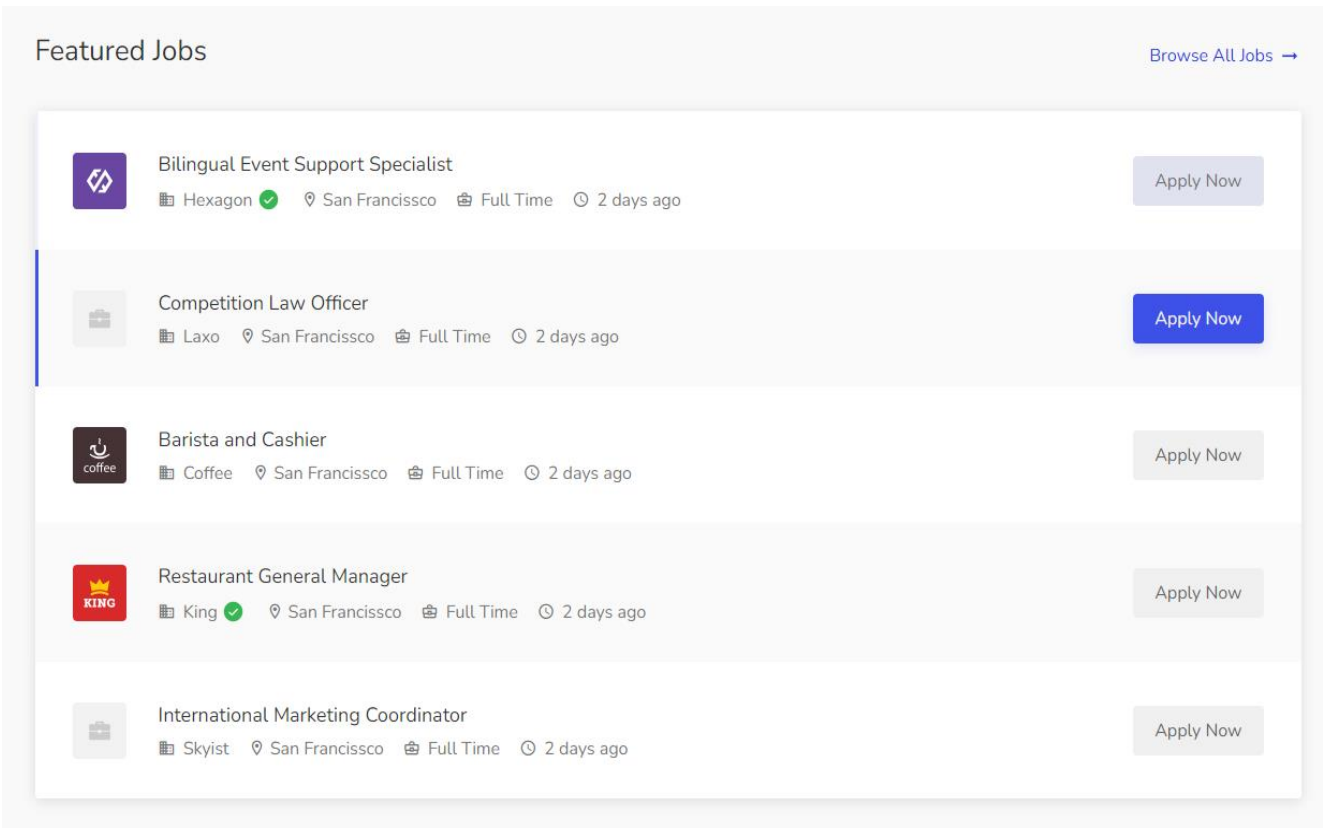 Featured Jobs
Browse All Jobs →
Bilingual Event Support Specialist
Hexagon San Francissco Full Time 2 days ago
Apply Now
Competition Law Officer
Laxo San Francissco Full Time 2 days ago
Apply Now
coffee
Barista and Cashier
Coffee San Francissco Full Time 2 days ago
Apply Now
KING
Restaurant General Manager
King San Francissco Full Time 2 days ago
Apply Now
International Marketing Coordinator
Skyist San Francissco Full Time 2 days ago
Apply Now